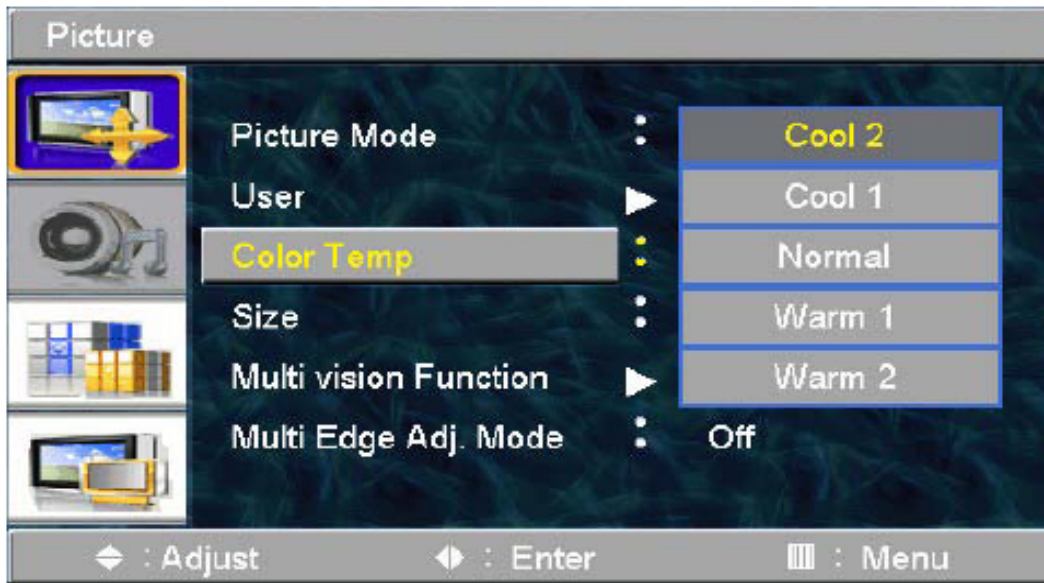 Picture
Picture Mode : Cool 2
User ▶ Cool 1
Color Temp : Normal
Size : Warm 1
Multi vision Function ▶ Warm 2
Multi Edge Adj. Mode : Off
: Adjust : Enter : Menu